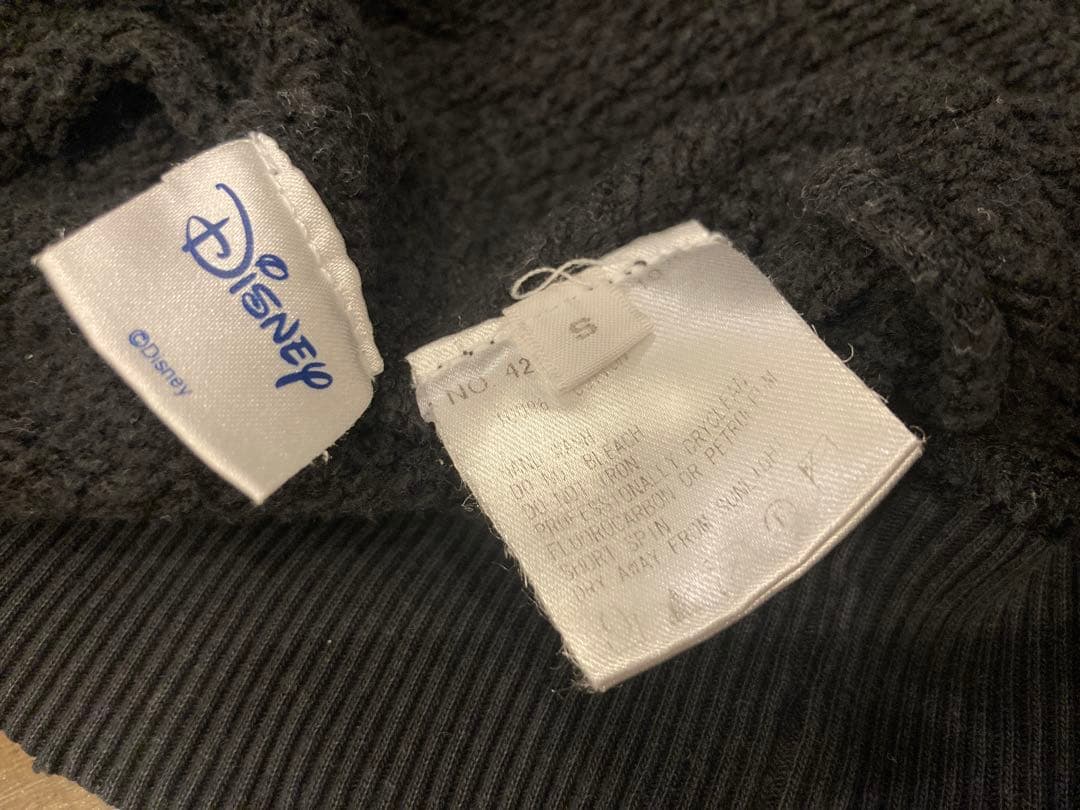 Disney
©Disney
S
NO. 42
100%
HAND WASH
DO NOT BLEACH
DO NOT IRON
PROFESSIONALLY DRYCLEAN
FLUOROCARBOD OR PETROLEUM
SHORT SPIN
DRY AWAY FROM SUNLIGHT